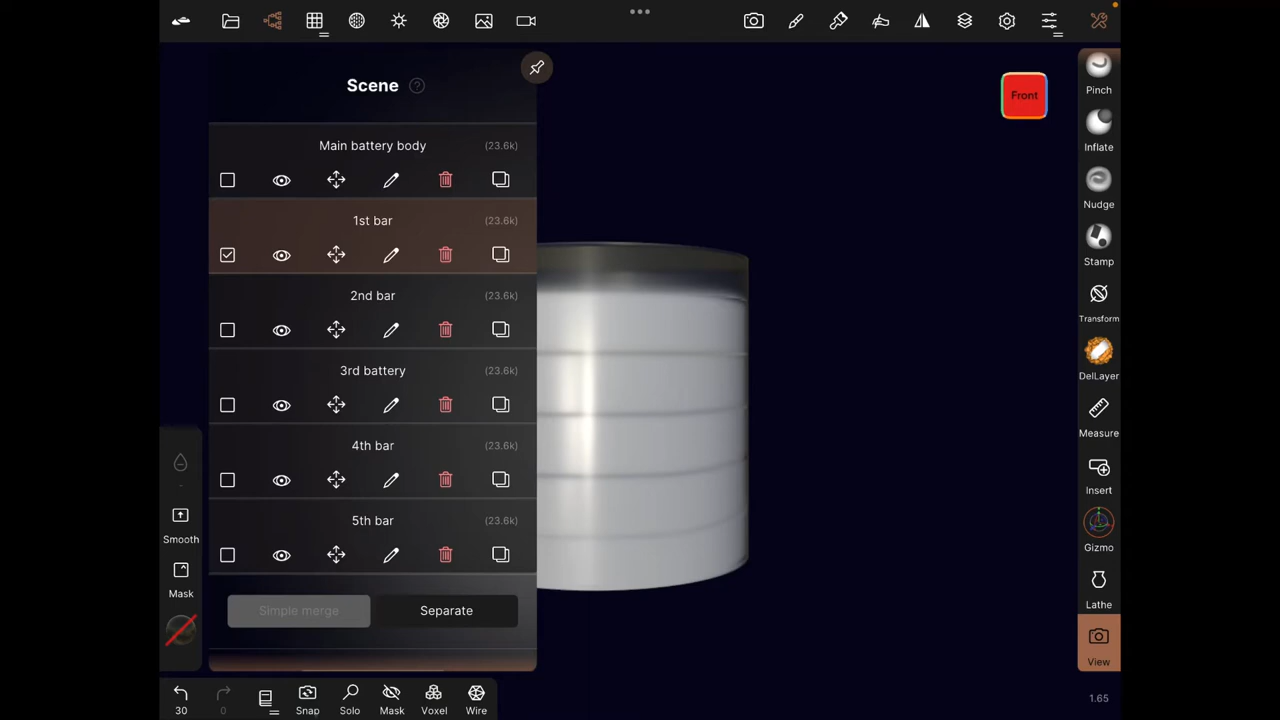 Scene ?
Front
Main battery body (23.6k)
1st bar (23.6k)
2nd bar (23.6k)
3rd battery (23.6k)
4th bar (23.6k)
5th bar (23.6k)
Simple merge Separate
Smooth
Mask
Pinch
Inflate
Nudge
Stamp
Transform
DelLayer
Measure
Insert
Gizmo
Lathe
View
30 0 Snap Solo Mask Voxel Wire
1.65